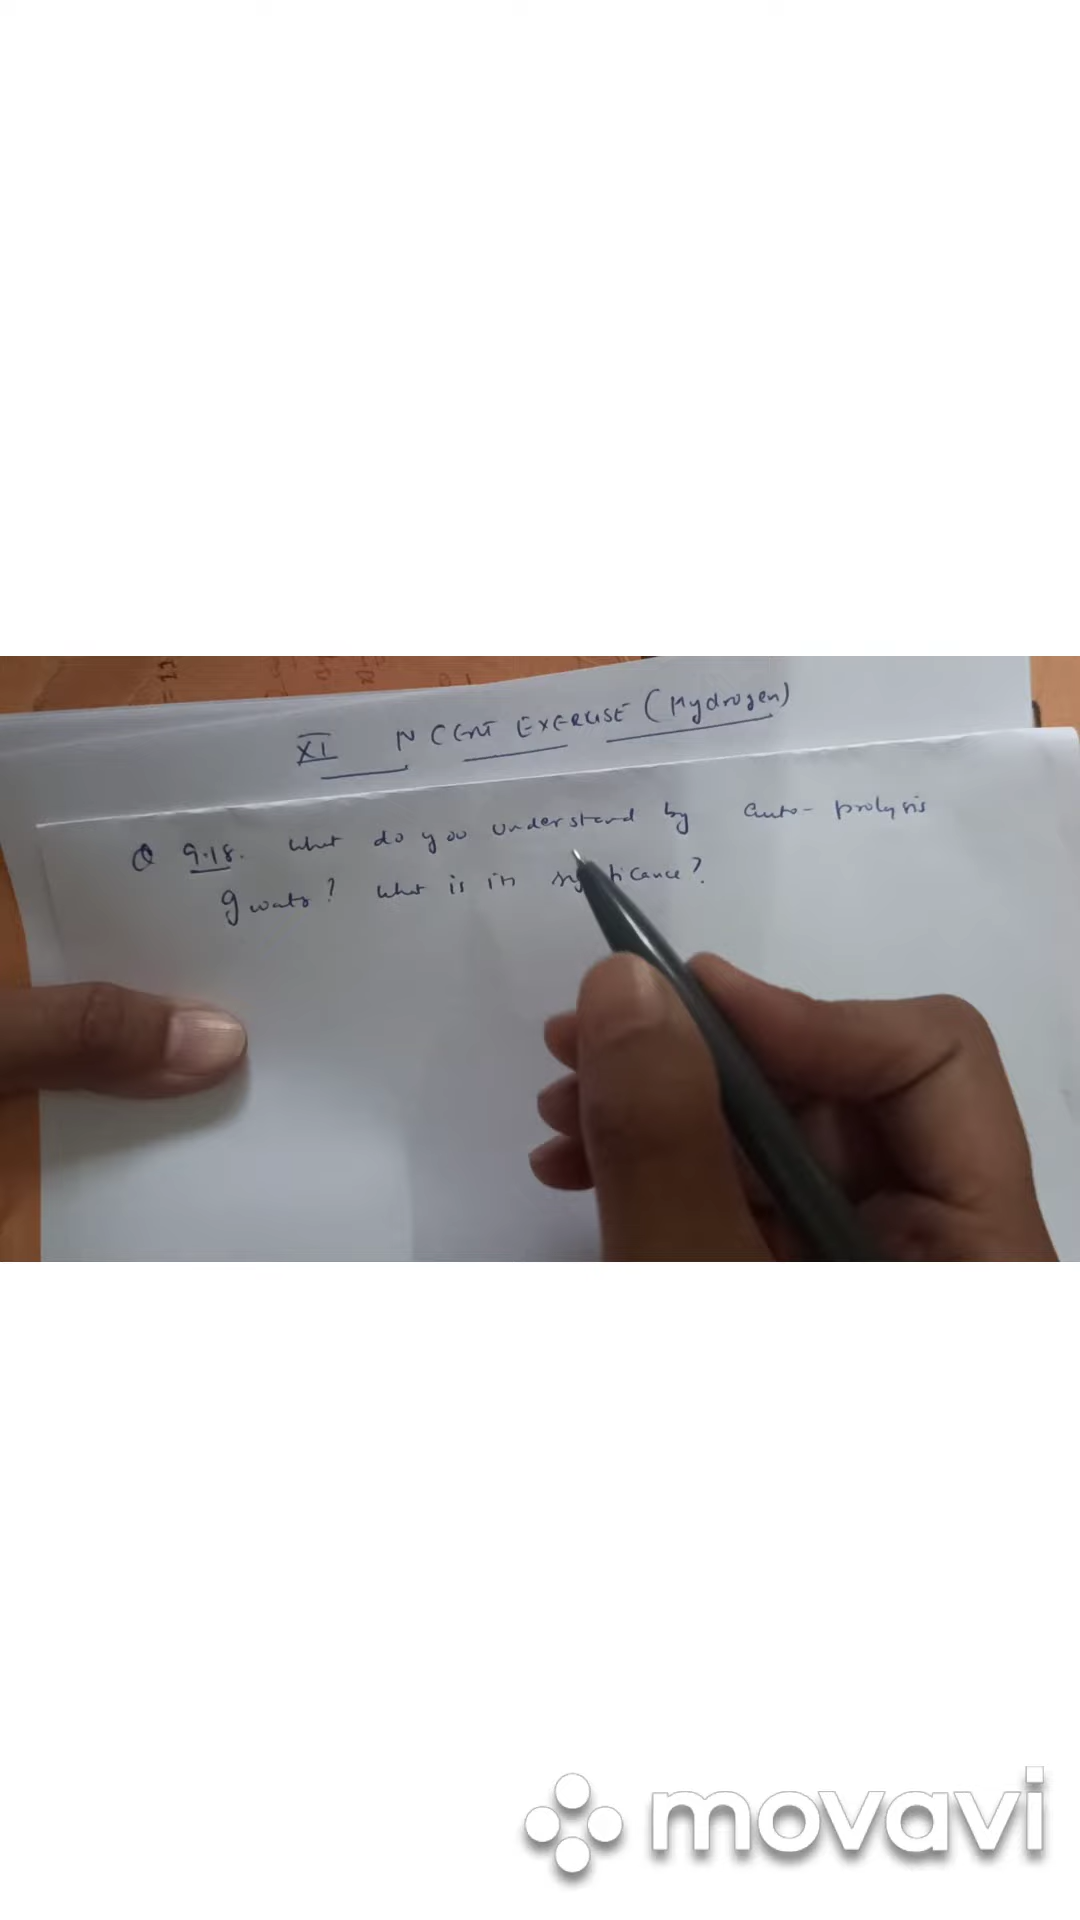 XI NCERT EXERCISE (Hydrogen)
Q 9.18. What do you understand by auto-prolysis
of water? What is its significance?
movavi